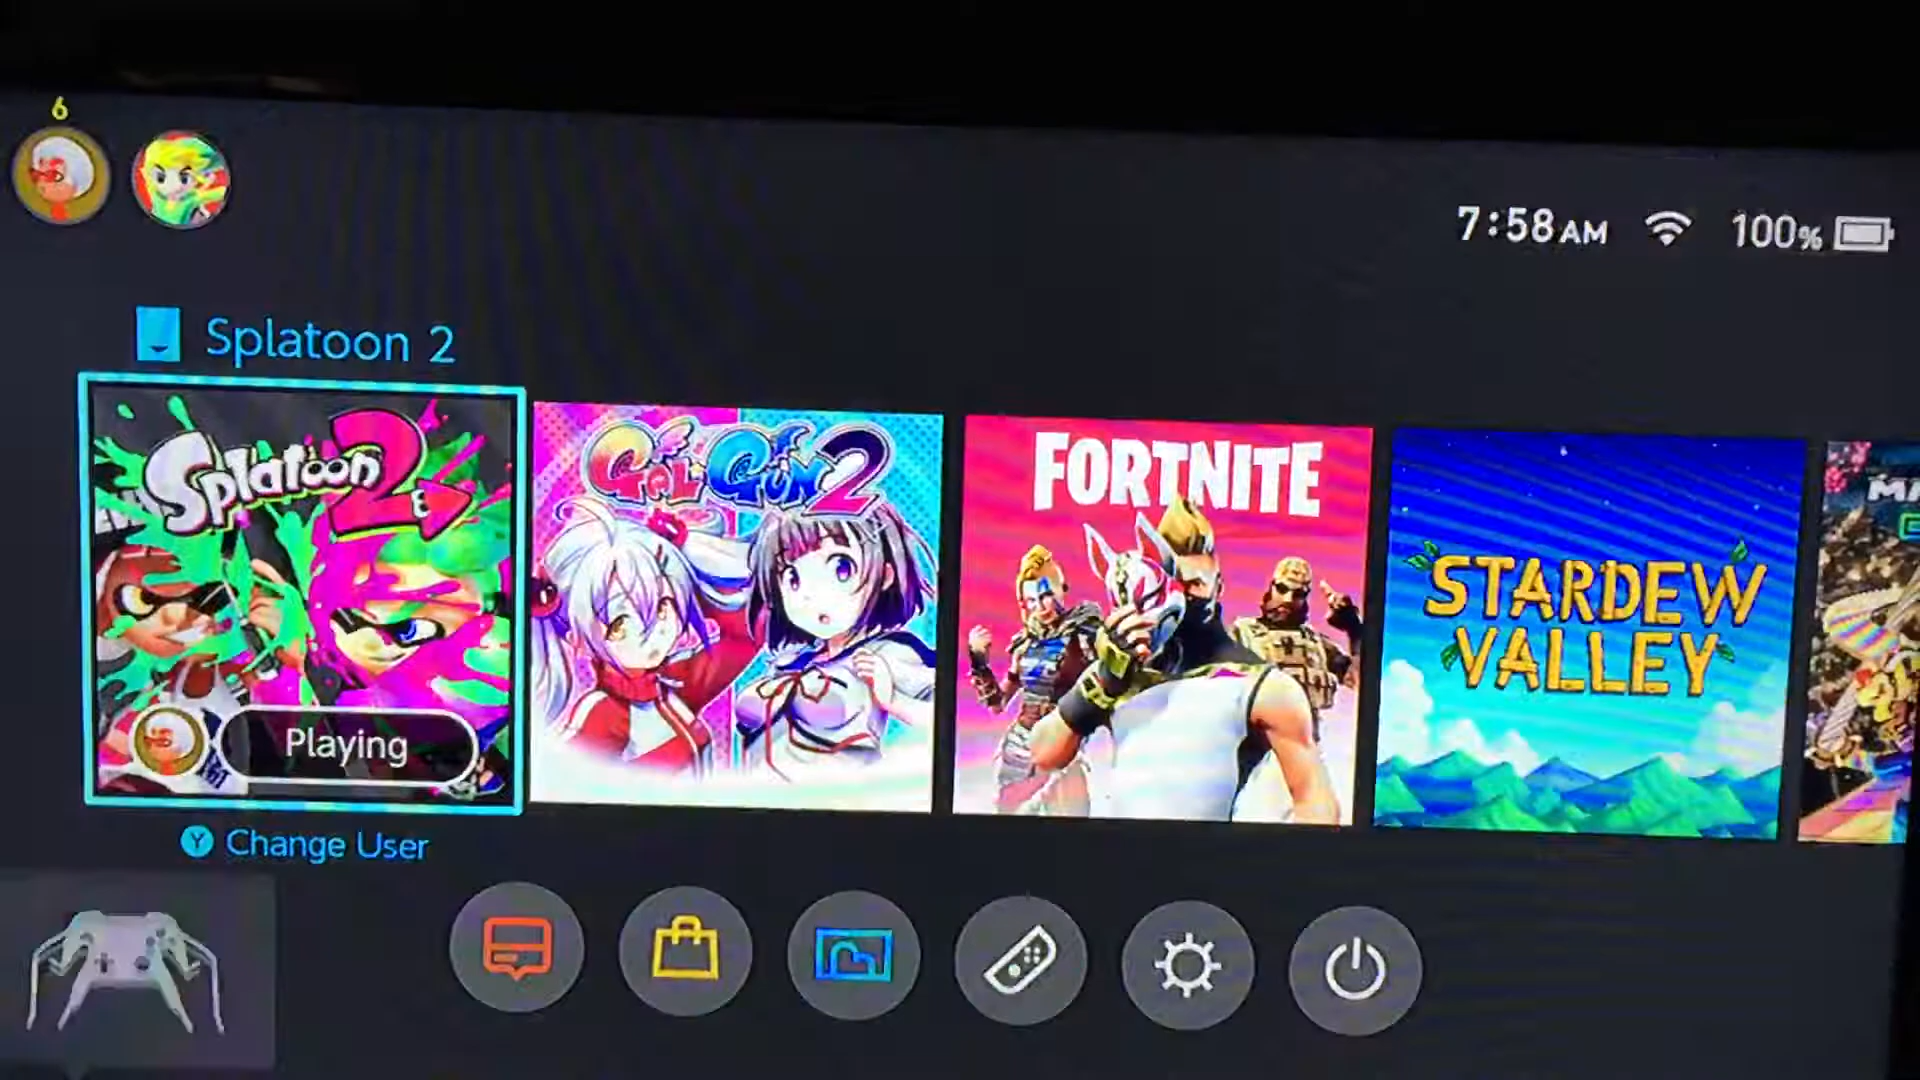 6
7:58 AM
100%
Splatoon 2
Splatoon 2
Playing
GAL*GUN 2
FORTNITE
STARDEW
VALLEY
Y Change User